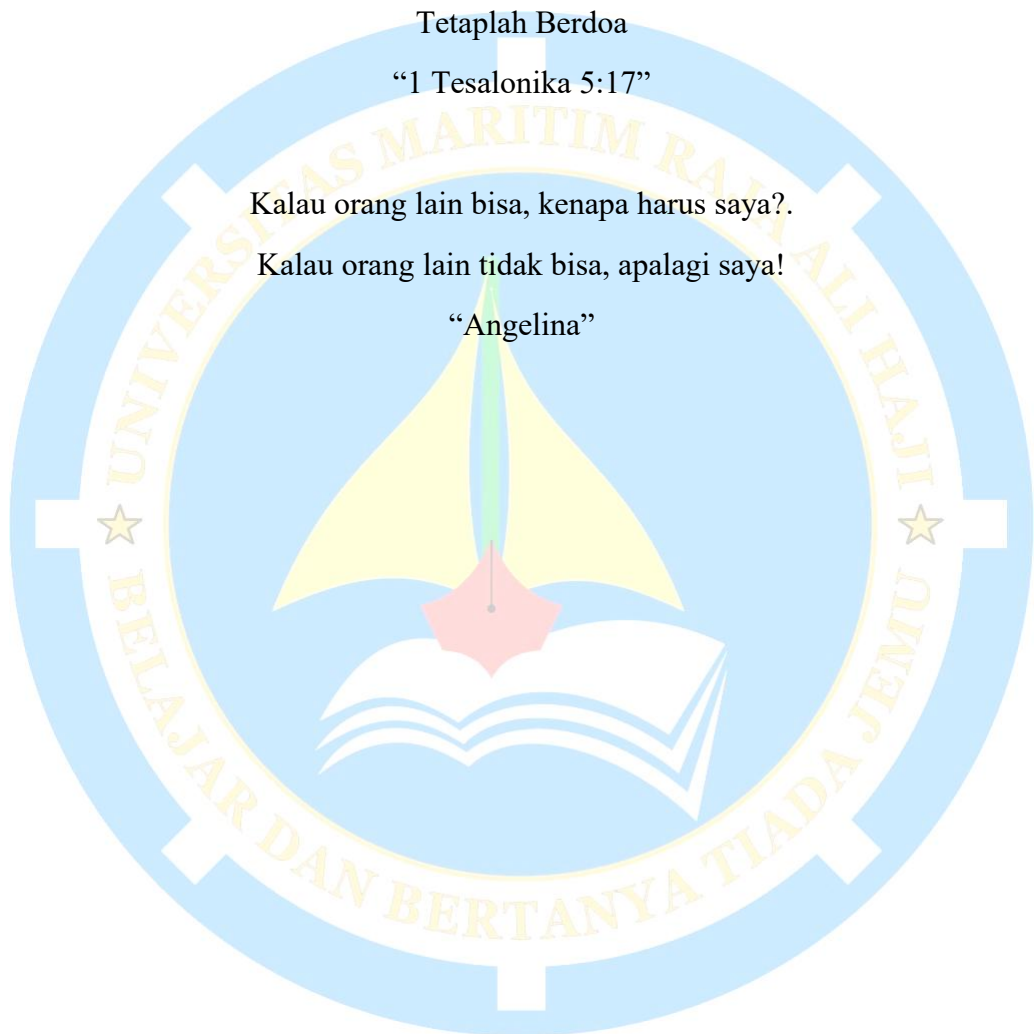 Tetaplah Berdoa
“1 Tesalonika 5:17”
Kalau orang lain bisa, kenapa harus saya?.
Kalau orang lain tidak bisa, apalagi saya!
“Angelina”
UNIVERSITAS MARITIM RAJA ALI HAJI
BELAJAR DAN BERTANYA TIADA JEMU